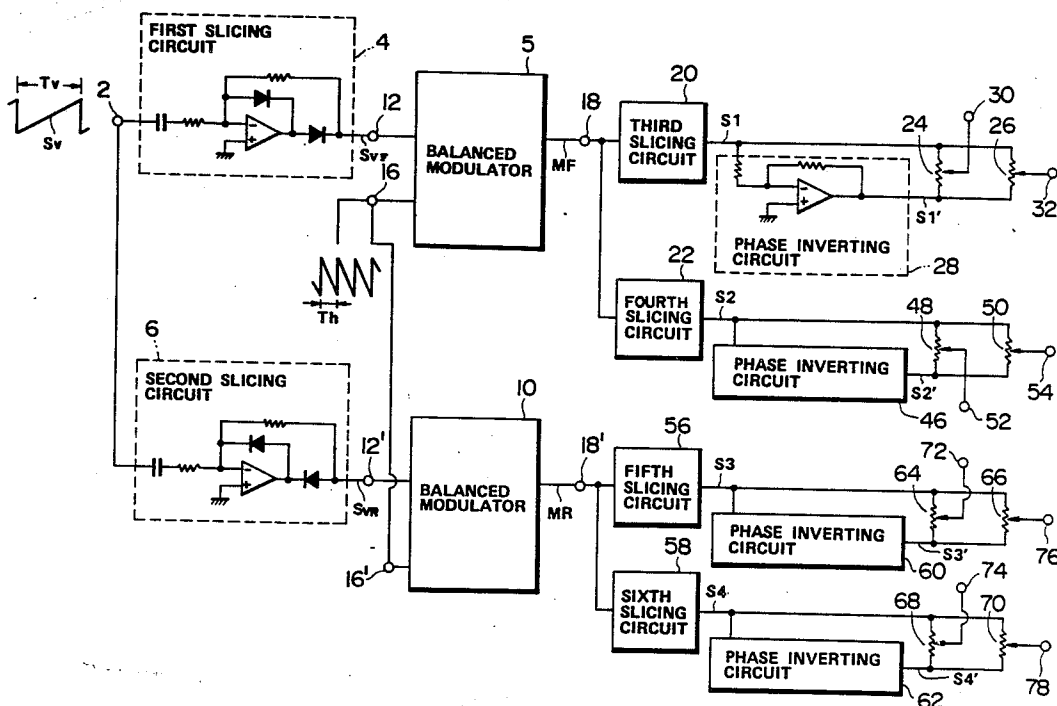 FIRST SLICING
CIRCUIT
4
Tv
2
Sv
12
SVF
5
BALANCED
MODULATOR
16
Th
MF
18
20
THIRD
SLICING
CIRCUIT
S1
24
30
26
32
S1'
PHASE INVERTING
CIRCUIT
28
22
FOURTH
SLICING
CIRCUIT
S2
48
50
54
PHASE INVERTING
CIRCUIT
S2'
46
52
6
SECOND SLICING
CIRCUIT
12'
SVR
16'
10
BALANCED
MODULATOR
MR
18'
56
FIFTH
SLICING
CIRCUIT
S3
72
64
66
76
PHASE INVERTING
CIRCUIT
S3'
60
58
SIXTH
SLICING
CIRCUIT
S4
74
68
70
78
PHASE INVERTING
CIRCUIT
S4'
62